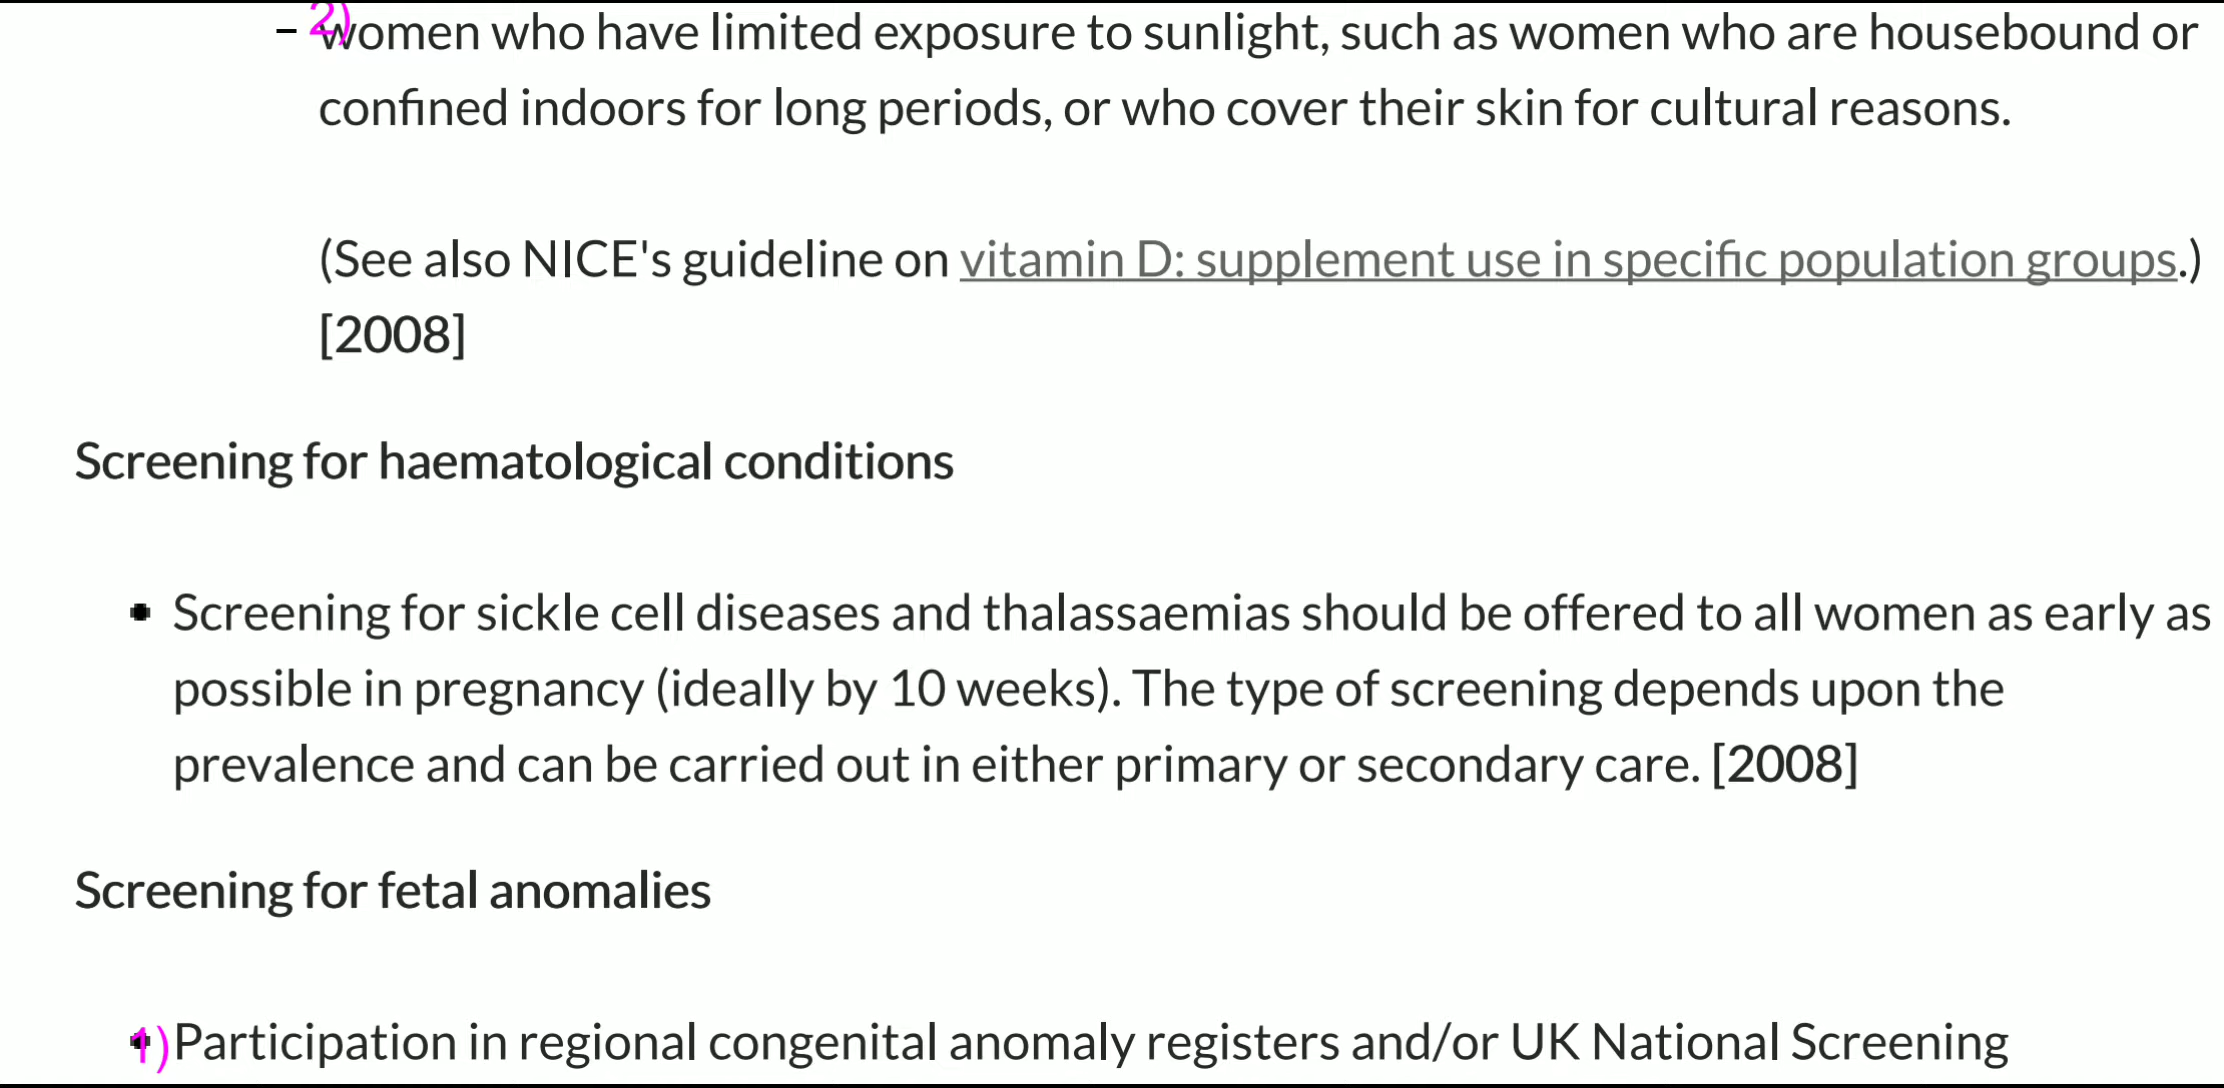 – 2) women who have limited exposure to sunlight, such as women who are housebound or
confined indoors for long periods, or who cover their skin for cultural reasons.
(See also NICE's guideline on vitamin D: supplement use in specific population groups.)
[2008]
Screening for haematological conditions
• Screening for sickle cell diseases and thalassaemias should be offered to all women as early as
possible in pregnancy (ideally by 10 weeks). The type of screening depends upon the
prevalence and can be carried out in either primary or secondary care. [2008]
Screening for fetal anomalies
• 1) Participation in regional congenital anomaly registers and/or UK National Screening